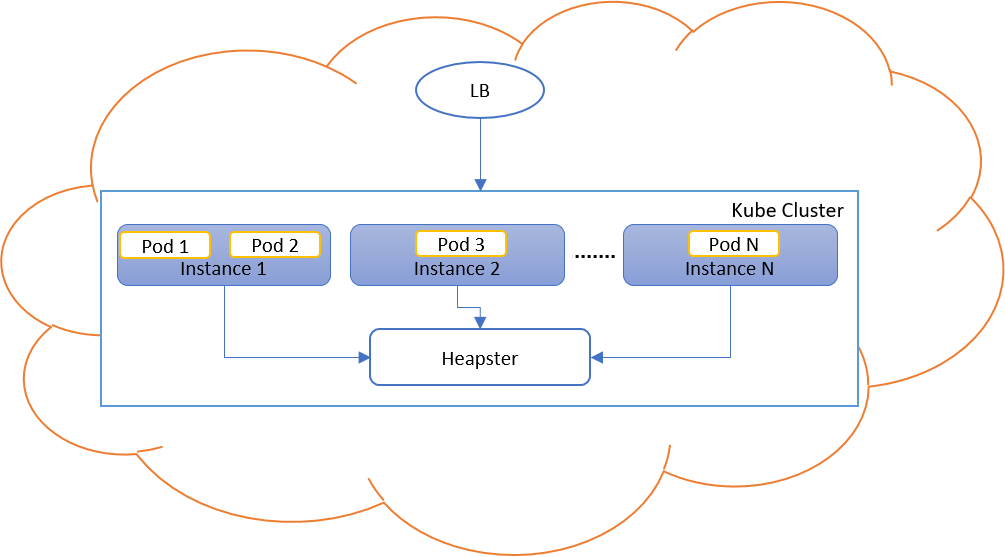 LB
Kube Cluster
Pod 1
Pod 2
Instance 1
Pod 3
Instance 2
.......
Pod N
Instance N
Heapster